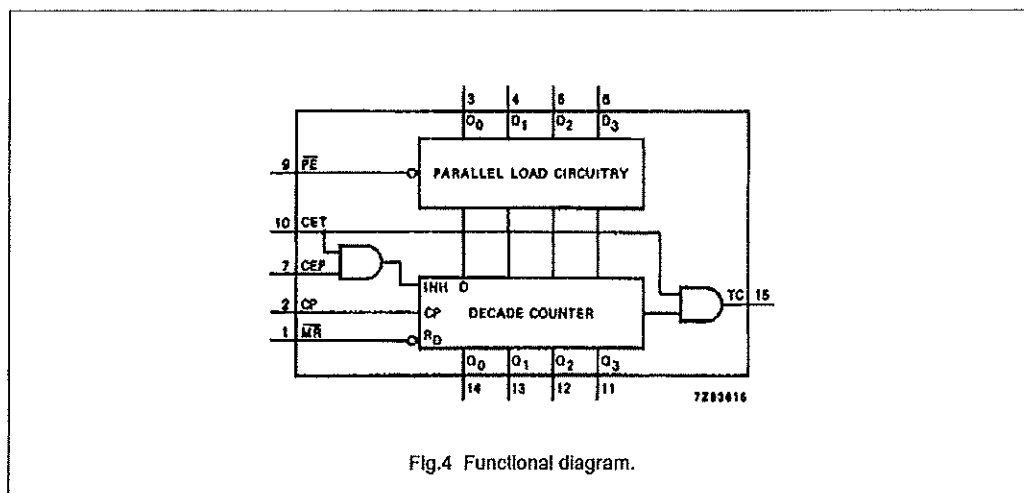 3 4 5 6
D0 D1 D2 D3
9 PE
PARALLEL LOAD CIRCUITRY
10 CET
7 CEP
INH D
TC 15
2 CP
CP DECADE COUNTER
1 MR
RD
Q0 Q1 Q2 Q3
14 13 12 11
7Z83616
Fig.4 Functional diagram.